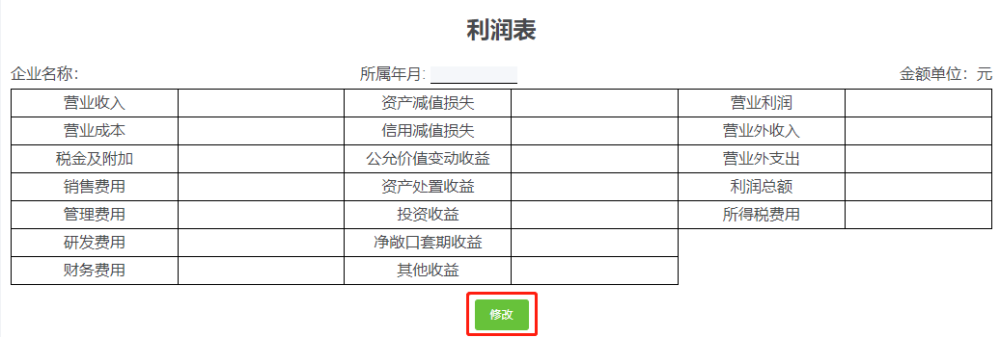 利润表
企业名称： 所属年月： 金额单位：元
营业收入 资产减值损失 营业利润
营业成本 信用减值损失 营业外收入
税金及附加 公允价值变动收益 营业外支出
销售费用 资产处置收益 利润总额
管理费用 投资收益 所得税费用
研发费用 净敞口套期收益
财务费用 其他收益
修改